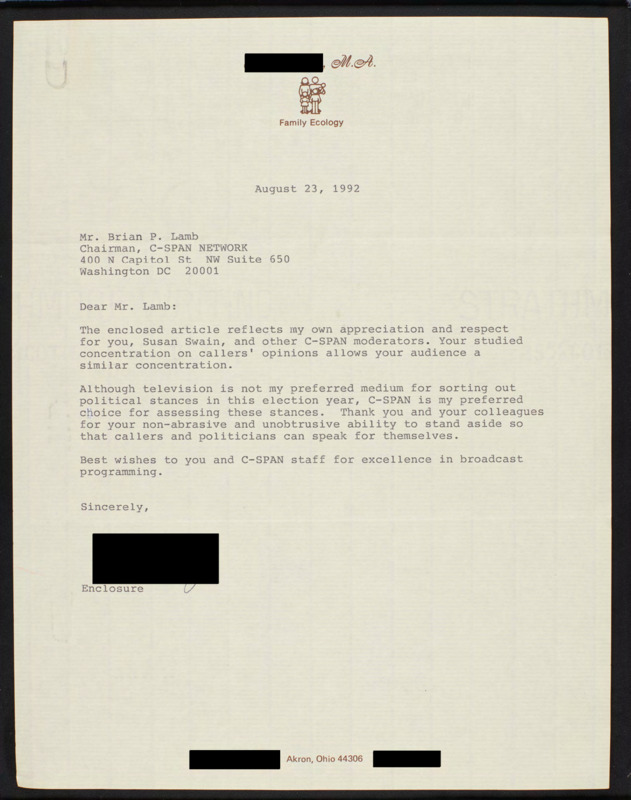 , M.A.
Family Ecology
August 23, 1992
Mr. Brian P. Lamb
Chairman, C-SPAN NETWORK
400 N Capitol St NW Suite 650
Washington DC 20001
Dear Mr. Lamb:
The enclosed article reflects my own appreciation and respect
for you, Susan Swain, and other C-SPAN moderators. Your studied
concentration on callers' opinions allows your audience a
similar concentration.
Although television is not my preferred medium for sorting out
political stances in this election year, C-SPAN is my preferred
choice for assessing these stances. Thank you and your colleagues
for your non-abrasive and unobtrusive ability to stand aside so
that callers and politicians can speak for themselves.
Best wishes to you and C-SPAN staff for excellence in broadcast
programming.
Sincerely,
Enclosure
Akron, Ohio 44306